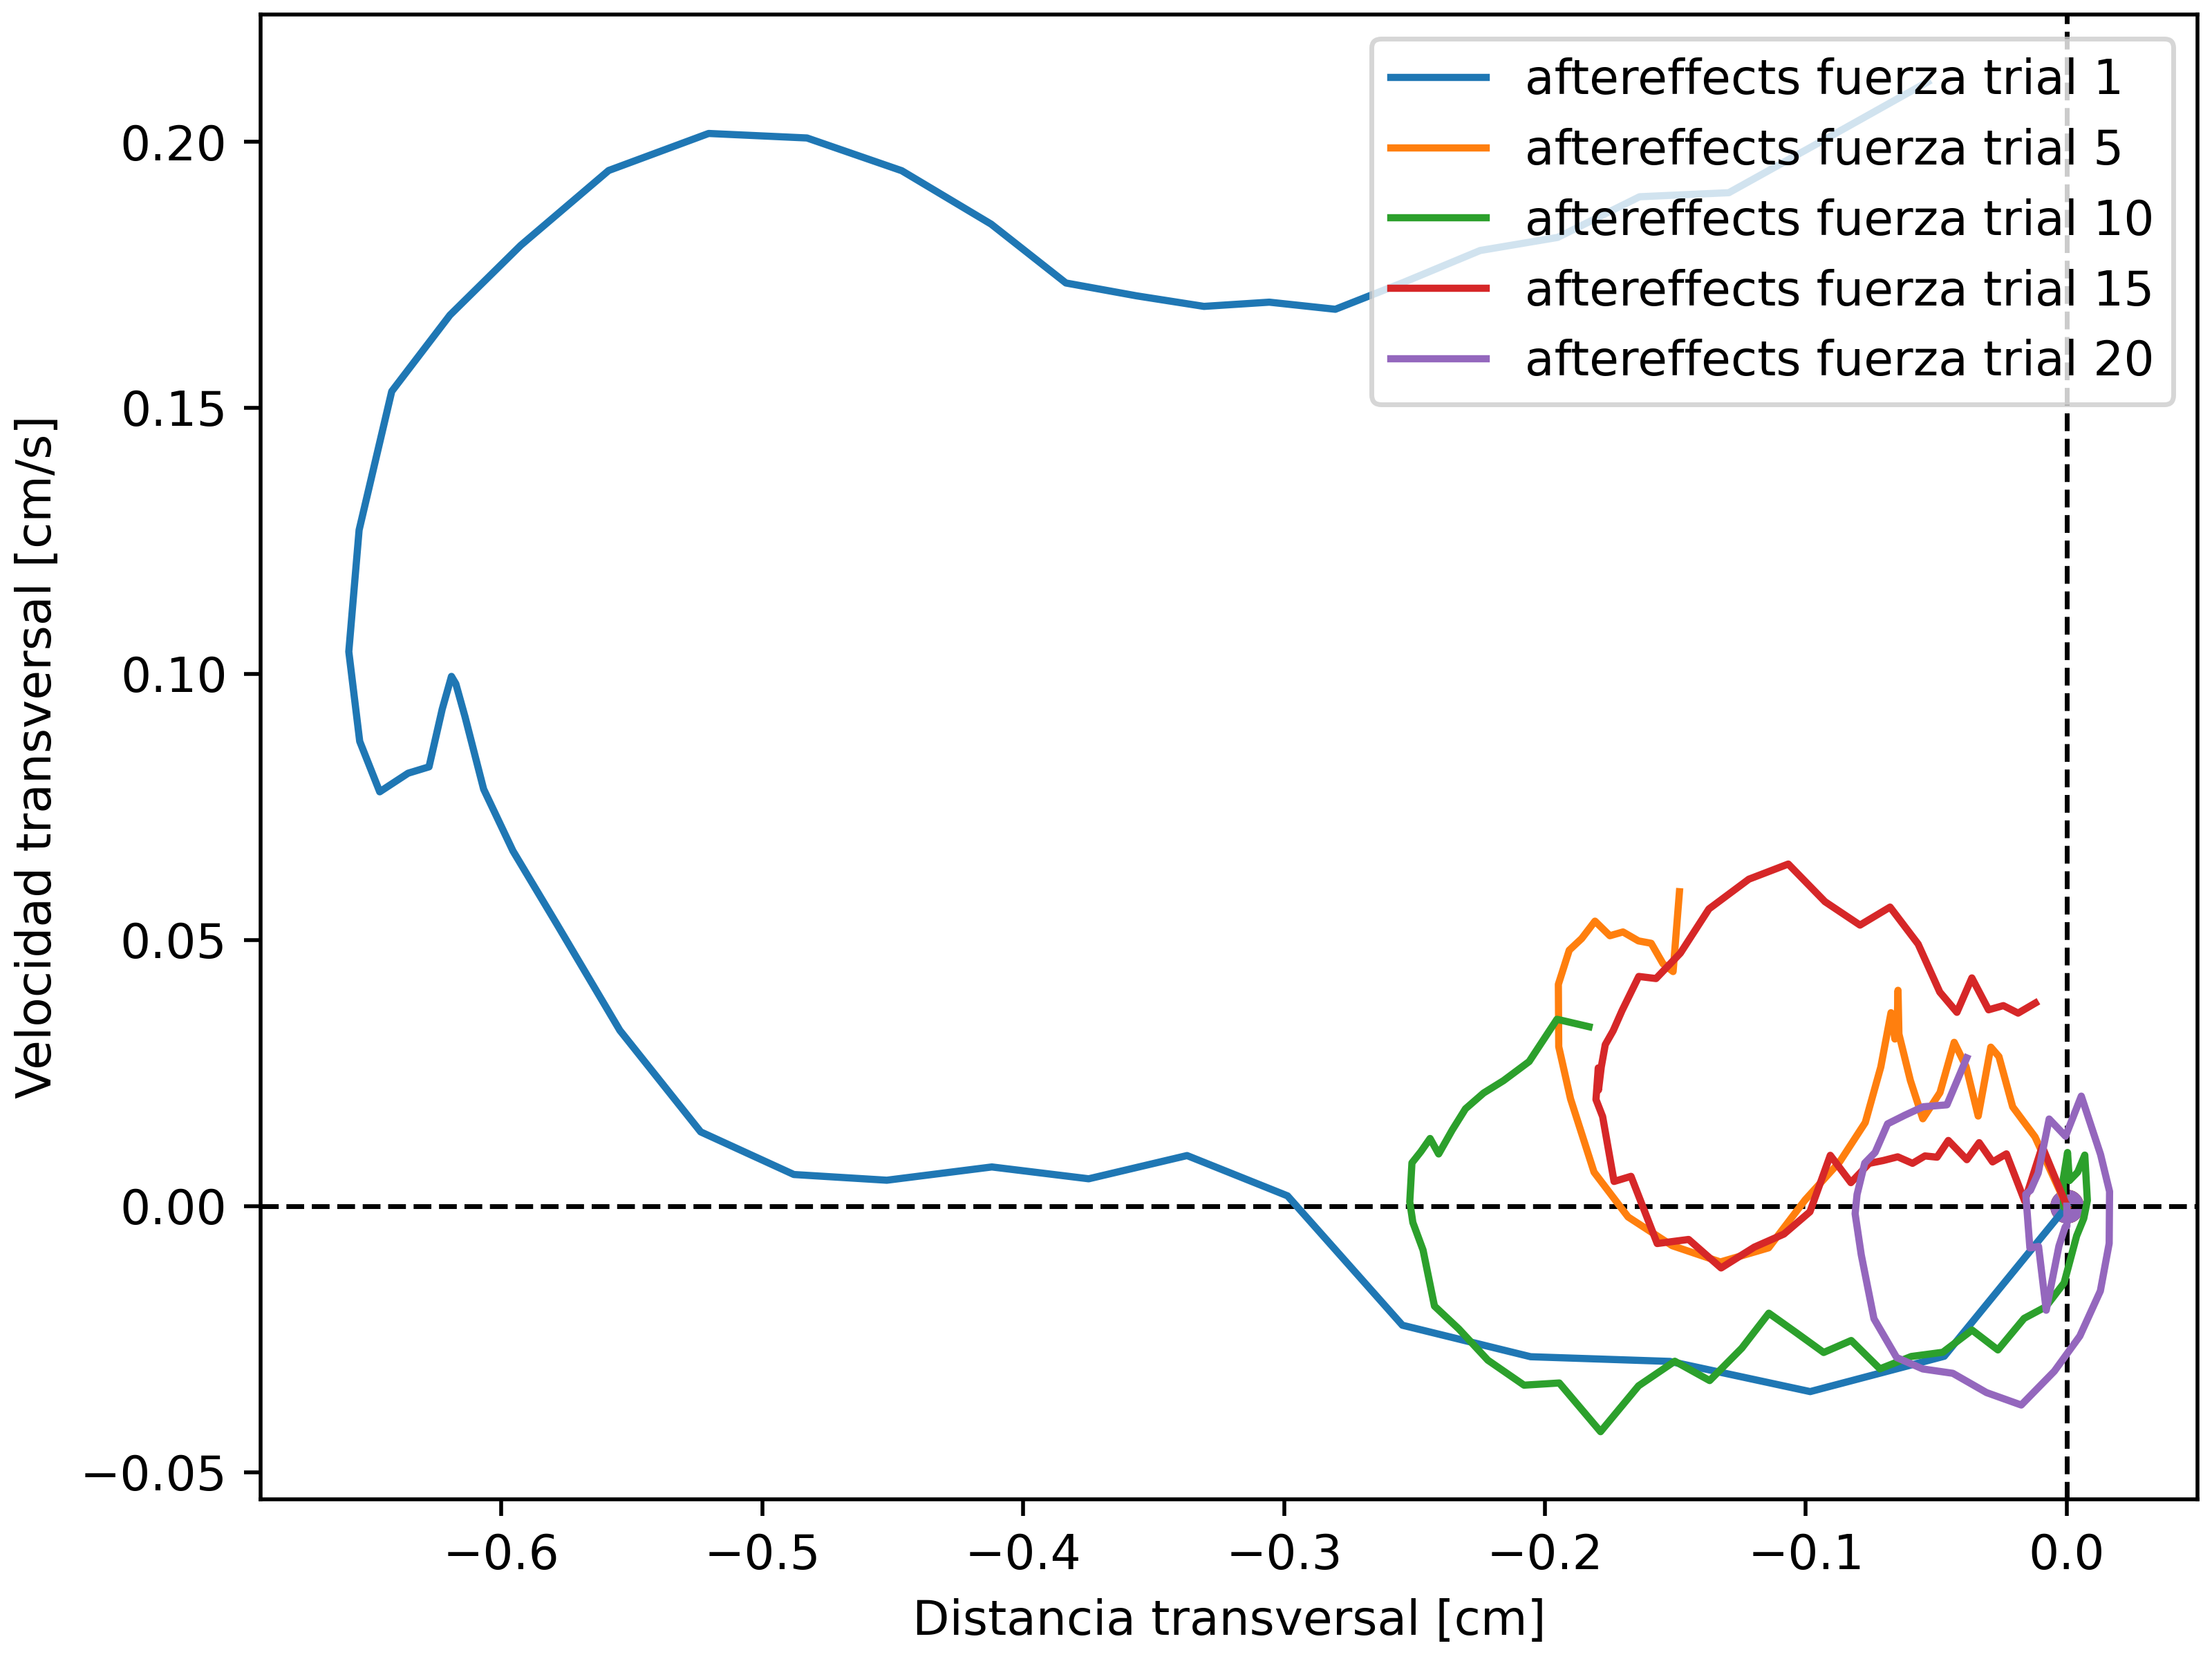 aftereffects fuerza trial 1
aftereffects fuerza trial 5
aftereffects fuerza trial 10
aftereffects fuerza trial 15
aftereffects fuerza trial 20
Velocidad transversal [cm/s]
0.20
0.15
0.10
0.05
0.00
−0.05
−0.6 −0.5 −0.4 −0.3 −0.2 −0.1 0.0
Distancia transversal [cm]